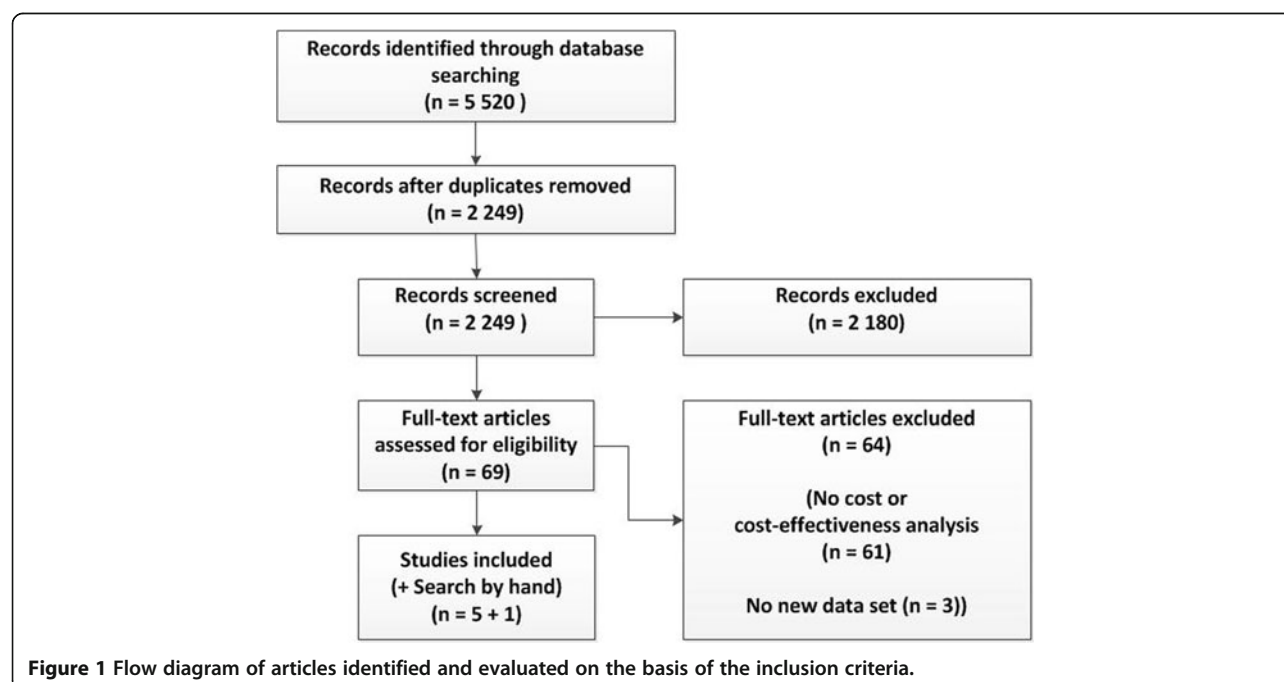 Records identified through database
searching
(n = 5 520 )
Records after duplicates removed
(n = 2 249)
Records screened
(n = 2 249 )
Records excluded
(n = 2 180)
Full-text articles
assessed for eligibility
(n = 69)
Full-text articles excluded
(n = 64)
(No cost or
cost-effectiveness analysis
(n = 61)
No new data set (n = 3))
Studies included
(+ Search by hand)
(n = 5 + 1)
Figure 1 Flow diagram of articles identified and evaluated on the basis of the inclusion criteria.